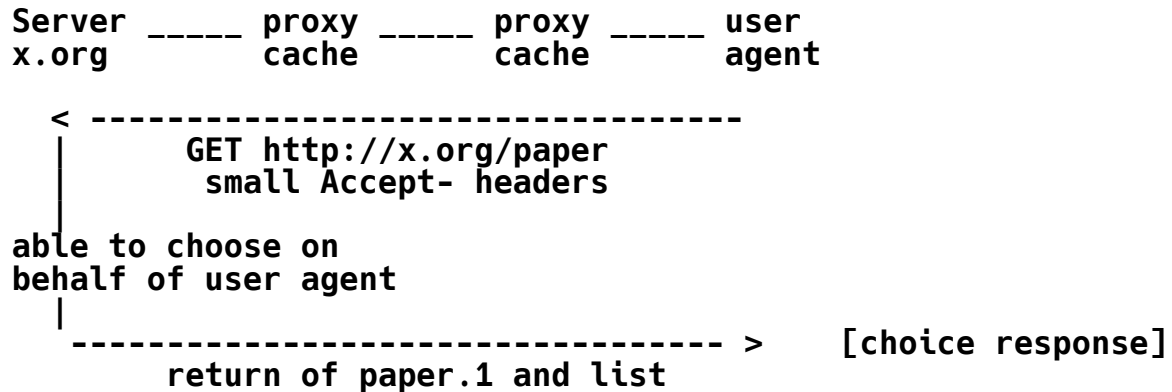 Server _____ proxy _____ proxy _____ user
x.org        cache       cache       agent
< ----------------------------------
|      GET http://x.org/paper
|       small Accept- headers
|
able to choose on
behalf of user agent
|
---------------------------------- >    [choice response]
return of paper.1 and list